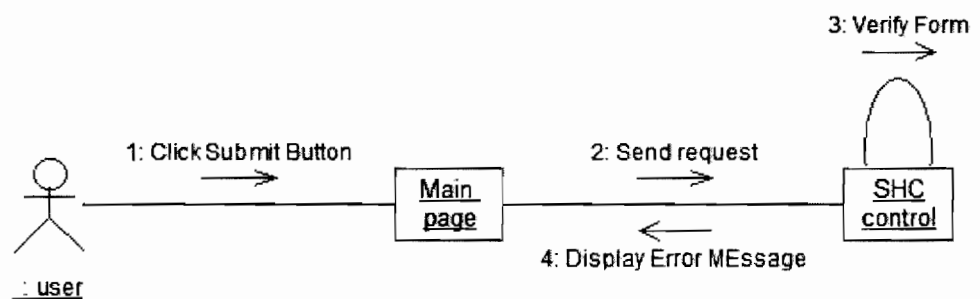 3: Verify Form
1: Click Submit Button
2: Send request
Main
page
SHC
control
4: Display Error MEssage
: user